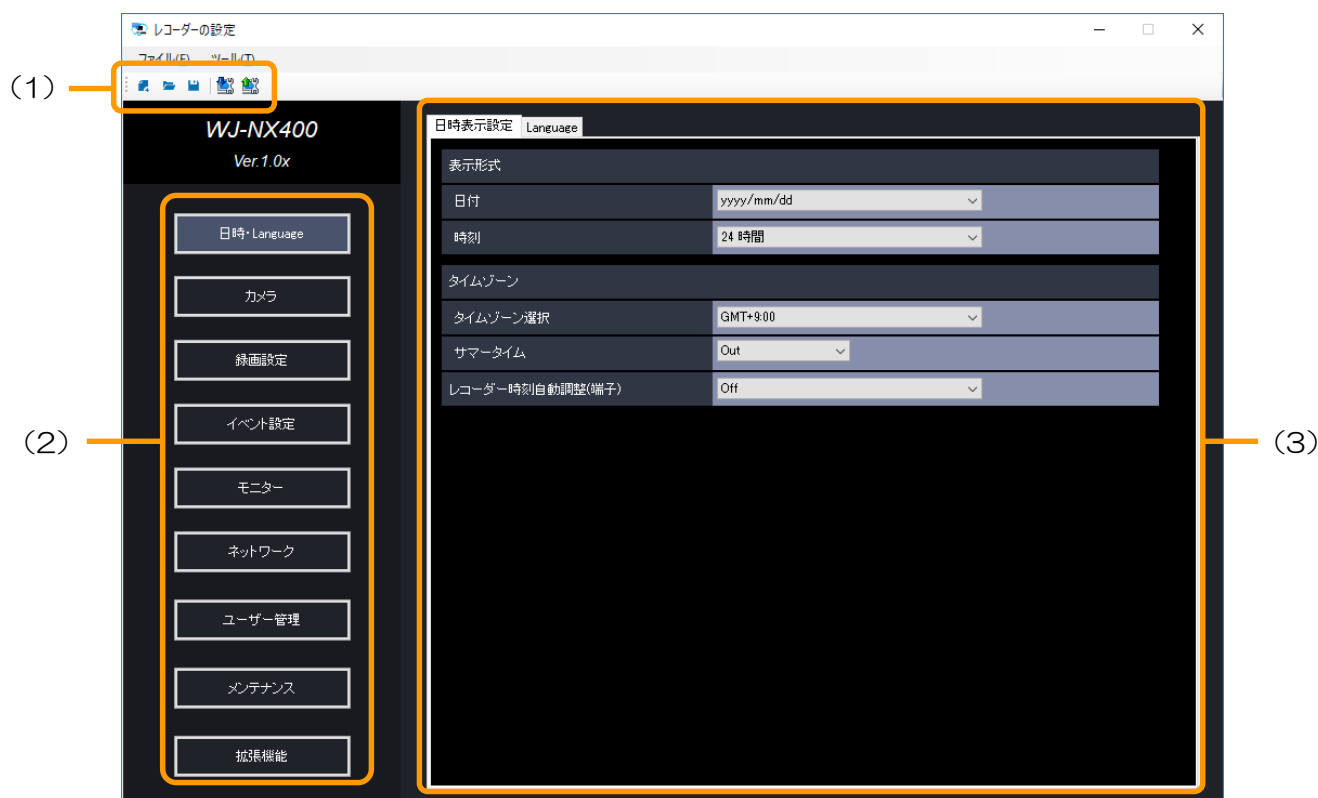 レコーダーの設定
ファイル(F) ツール(T)
(1)
WJ-NX400
Ver.1.0x
日時・Language
カメラ
録画設定
イベント設定
モニター
ネットワーク
ユーザー管理
メンテナンス
拡張機能
(2)
日時表示設定 Language
表示形式
日付 yyyy/mm/dd
時刻 24 時間
タイムゾーン
タイムゾーン選択 GMT+9:00
サマータイム Out
レコーダー時刻自動調整(端子) Off
(3)